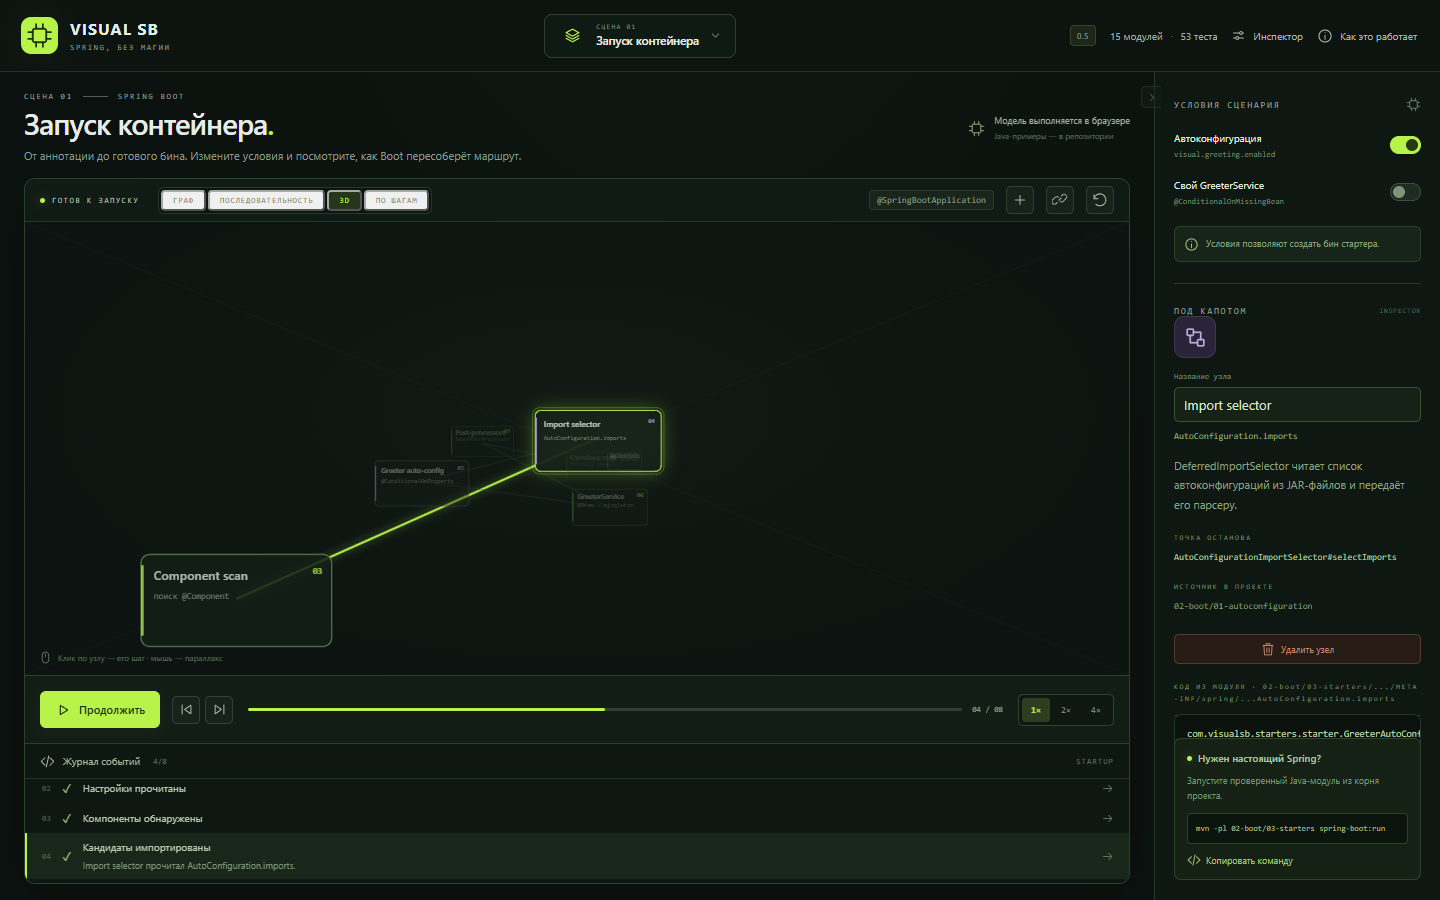 VISUAL SB
SPRING, БЕЗ МАГИИ
СЦЕНА 01
Запуск контейнера
0.5
15 модулей · 53 теста
Инспектор
Как это работает
СЦЕНА 01 SPRING BOOT
Запуск контейнера.
От аннотации до готового бина. Измените условия и посмотрите, как Boot пересоберёт маршрут.
Модель выполняется в браузере
Java-примеры — в репозитории
ГОТОВ К ЗАПУСКУ
ГРАФ
ПОСЛЕДОВАТЕЛЬНОСТЬ
3D
ПО ШАГАМ
@SpringBootApplication
Import selector 04
AutoConfiguration.imports
Greeter auto-config 05
@ConditionalOnProperty
GreeterService
Component scan 03
поиск @Component
Клик по узлу — его шаг · мышь — параллакс
Продолжить
04 / 08
1× 2× 4×
Журнал событий 4/8
STARTUP
02 Настройки прочитаны
03 Компоненты обнаружены
04 Кандидаты импортированы
Import selector прочитал AutoConfiguration.imports.
УСЛОВИЯ СЦЕНАРИЯ
Автоконфигурация
visual.greeting.enabled
Свой GreeterService
@ConditionalOnMissingBean
Условия позволяют создать бин стартера.
ПОД КАПОТОМ
INSPECTOR
Название узла
Import selector
AutoConfiguration.imports
DeferredImportSelector читает список
автоконфигураций из JAR-файлов и передаёт
его парсеру.
ТОЧКА ОСТАНОВА
AutoConfigurationImportSelector#selectImports
ИСТОЧНИК В ПРОЕКТЕ
02-boot/01-autoconfiguration
Удалить узел
КОД ИЗ МОДУЛЯ · 02-boot/03-starters/.../META
-INF/spring/...AutoConfiguration.imports
com.visualsb.starters.starter.GreeterAutoConf
Нужен настоящий Spring?
Запустите проверенный Java-модуль из корня
проекта.
mvn -pl 02-boot/03-starters spring-boot:run
Копировать команду